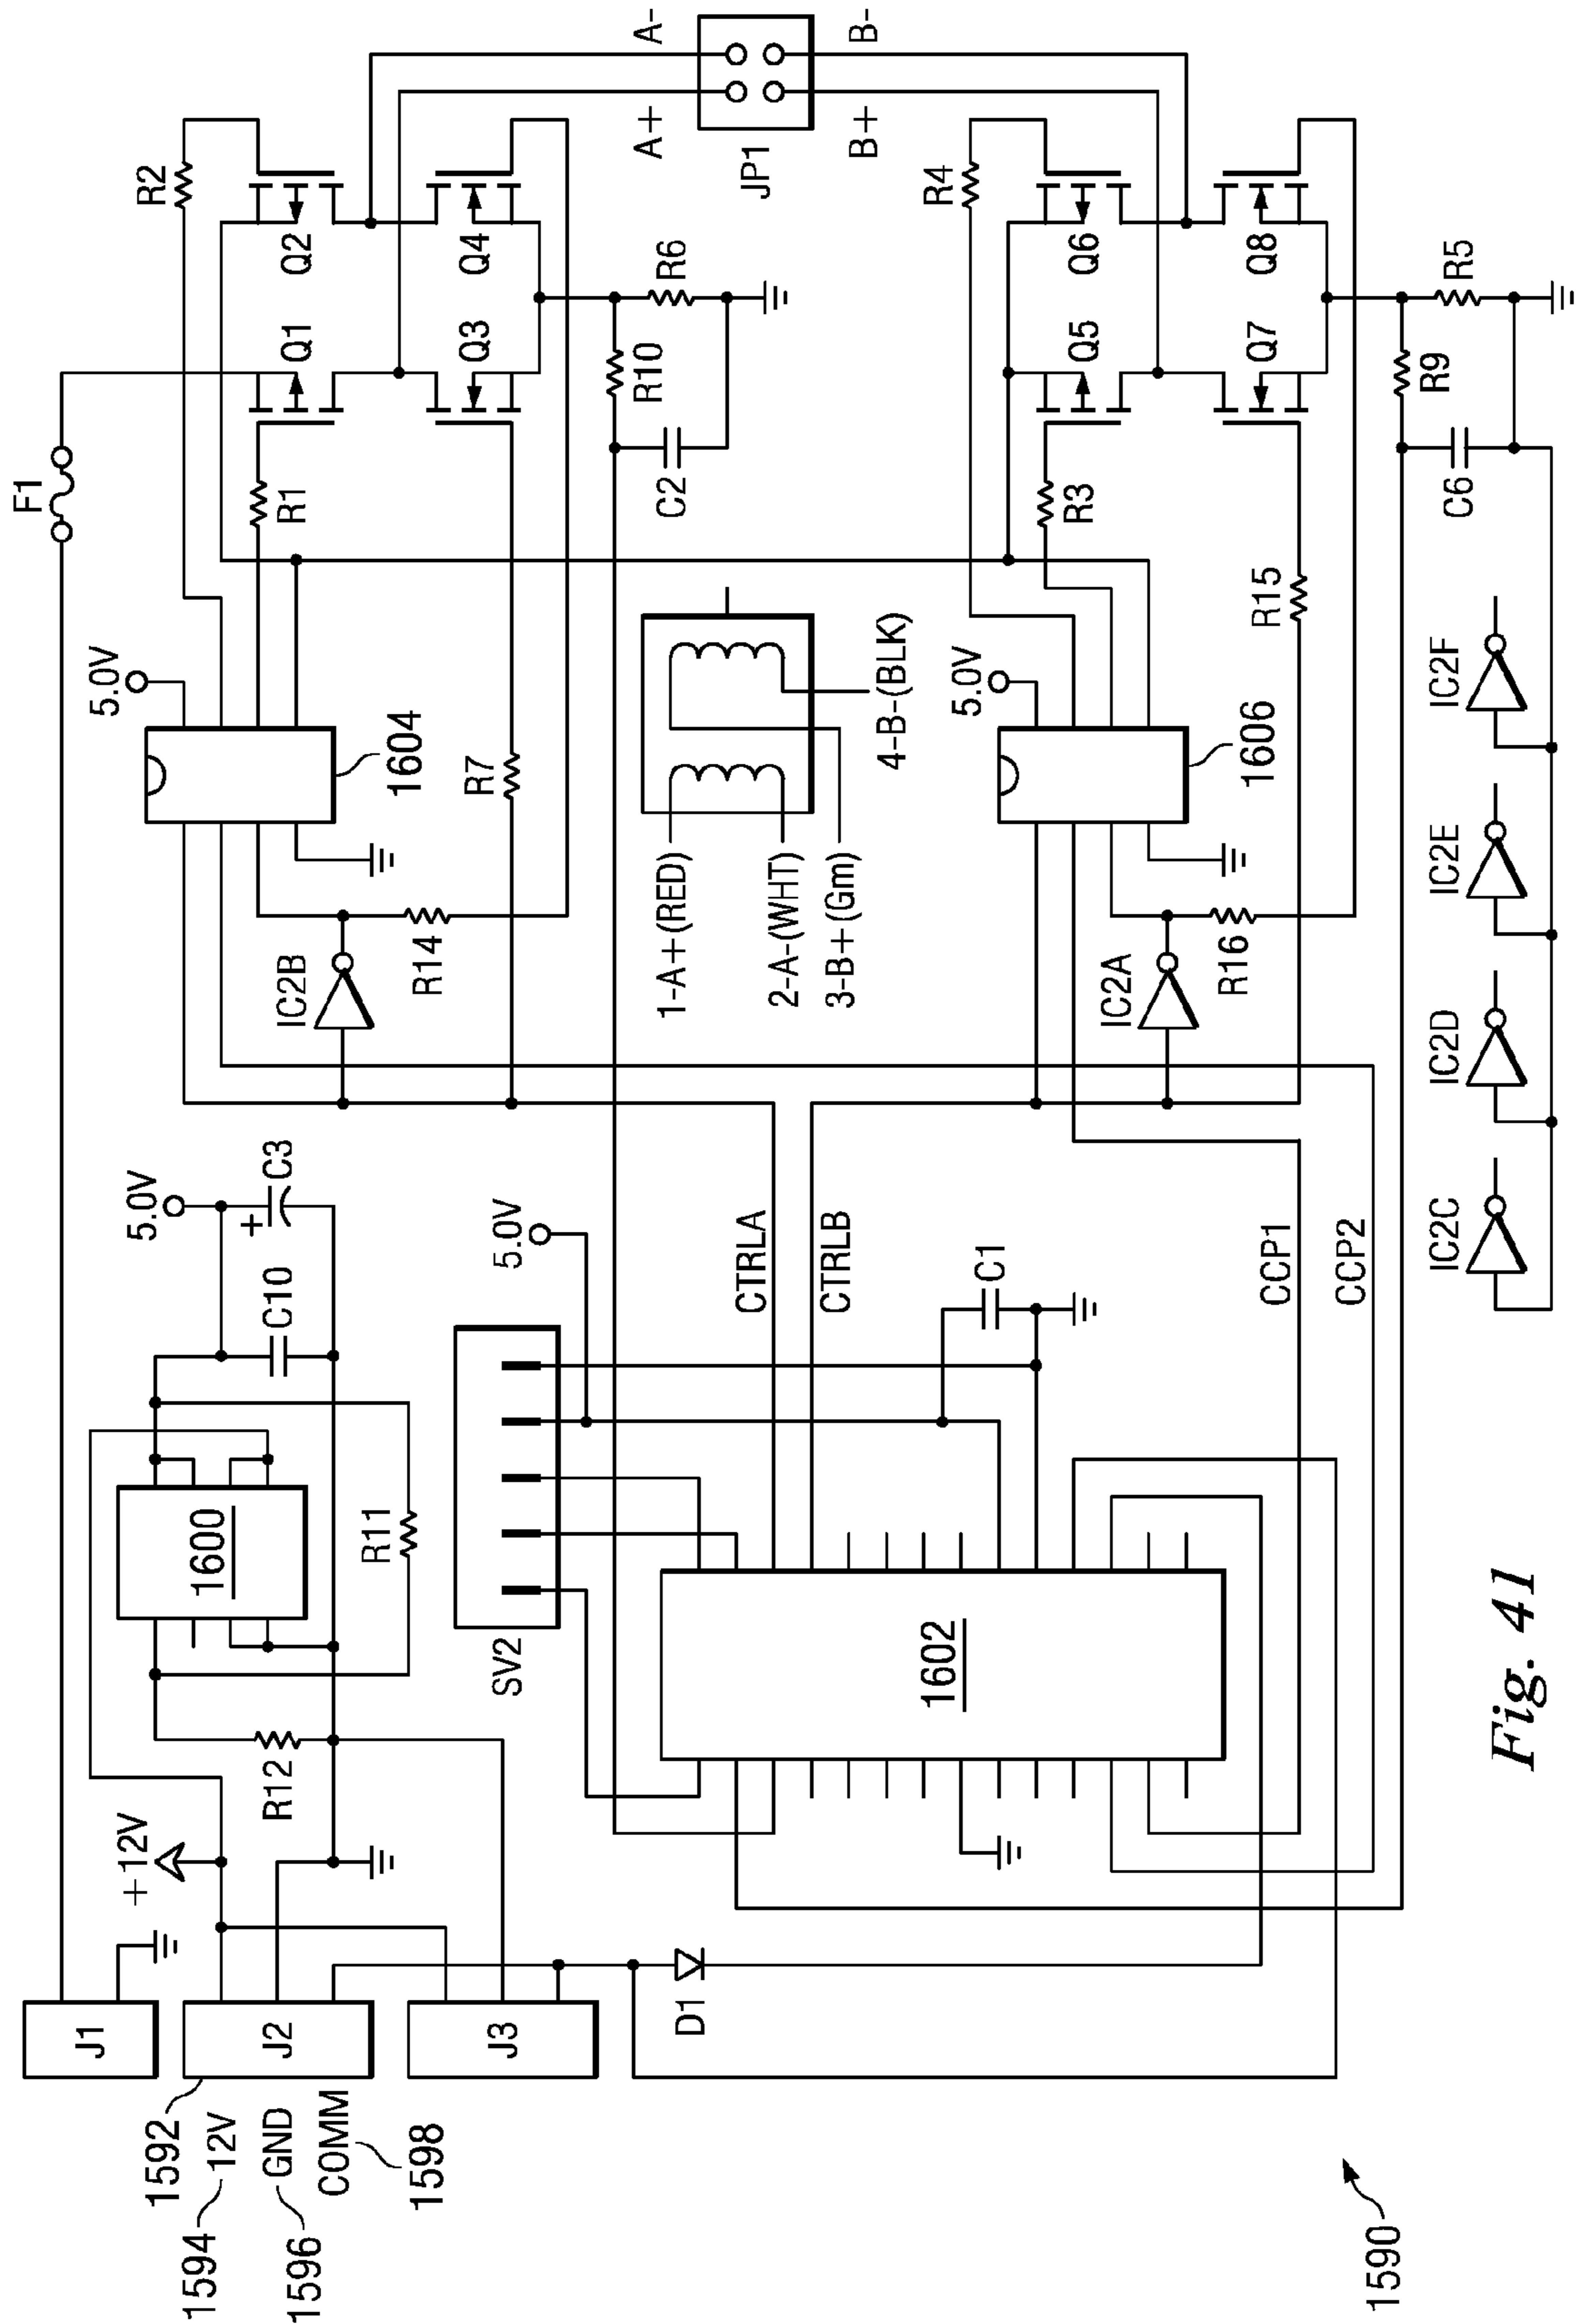 J1
1592
J2
1594
12V
1596
GND
COMM
1598
J3
D1
+12V
R12
1600
R11
C10
C3
5.0V
SV2
5.0V
1602
C1
CTRLA
CTRLB
CCP1
CCP2
F1
5.0V
1604
IC2B
R14
R7
R1
R2
Q1
Q2
Q3
Q4
R10
R6
C2
A+
A-
JP1
B+
B-
1-A+(RED)
2-A-(WHT)
3-B+(Grn)
4-B-(BLK)
5.0V
1606
IC2A
R16
R15
R3
R4
Q5
Q6
Q7
Q8
R9
R5
C6
IC2C
IC2D
IC2E
IC2F
1590
Fig. 41